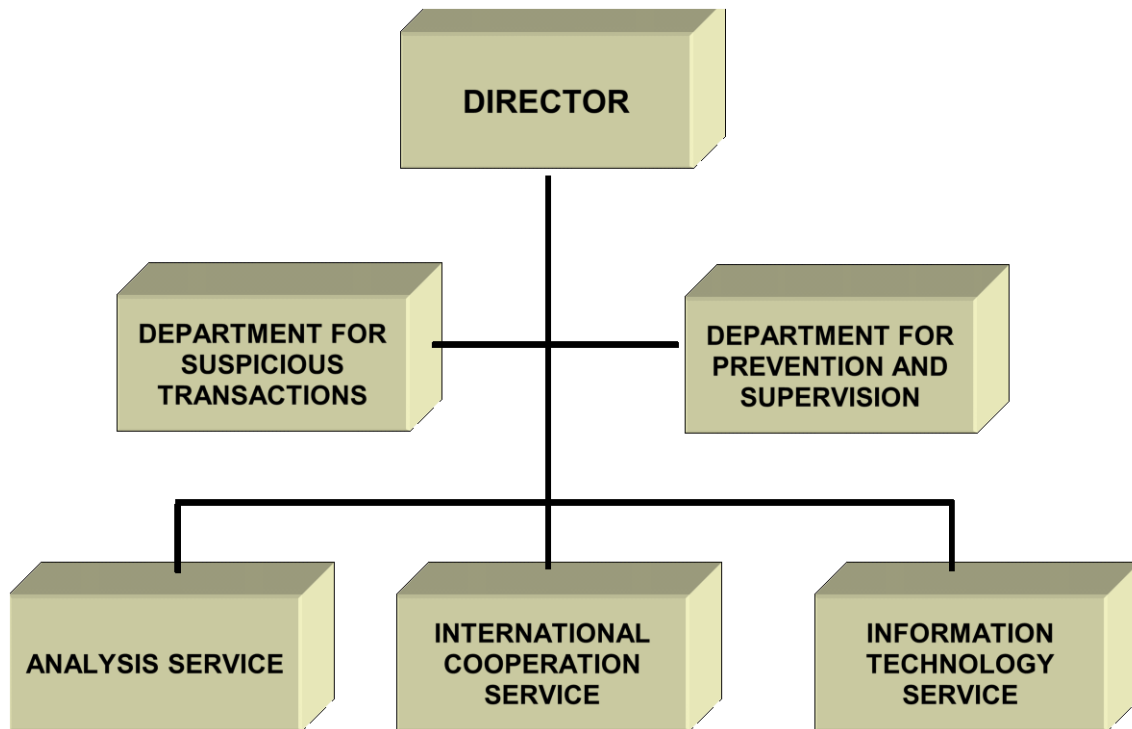 DIRECTOR
DEPARTMENT FOR
SUSPICIOUS
TRANSACTIONS
DEPARTMENT FOR
PREVENTION AND
SUPERVISION
ANALYSIS SERVICE
INTERNATIONAL
COOPERATION
SERVICE
INFORMATION
TECHNOLOGY
SERVICE